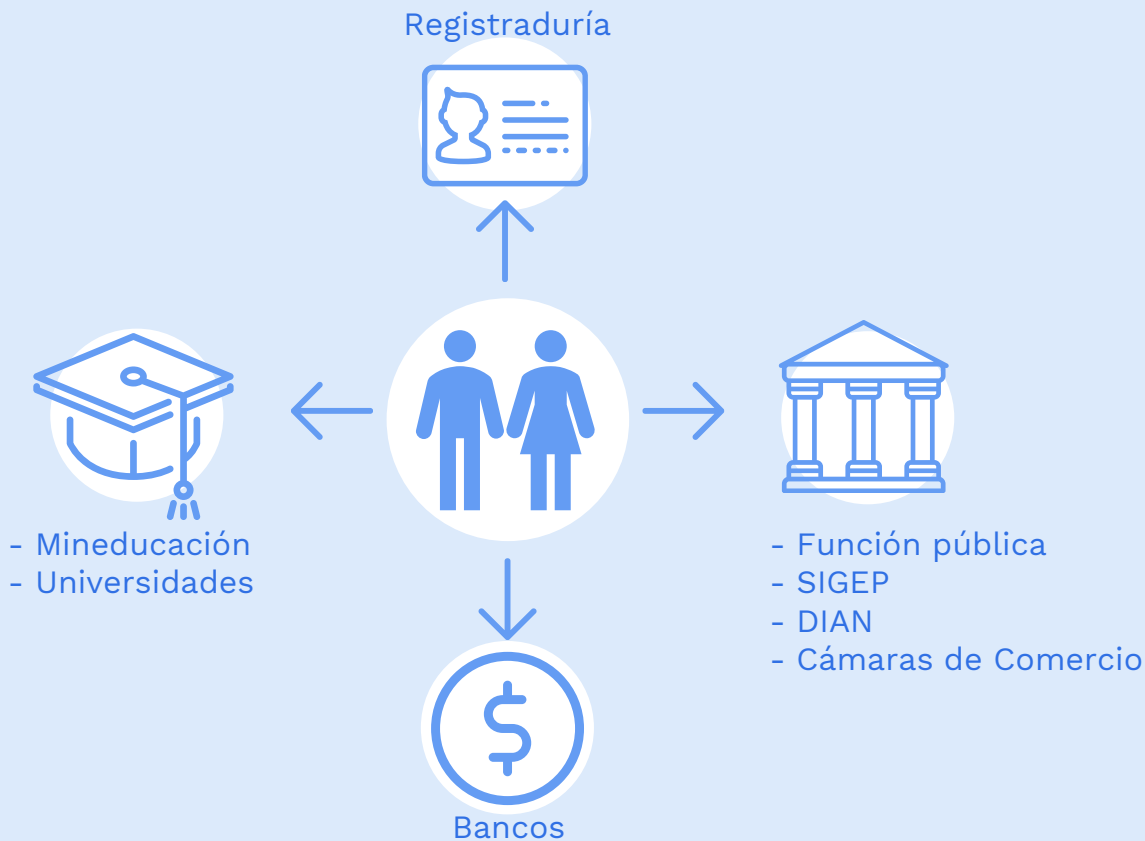 Registraduría
- Mineducación
- Universidades
- Función pública
- SIGEP
- DIAN
- Cámaras de Comercio
Bancos